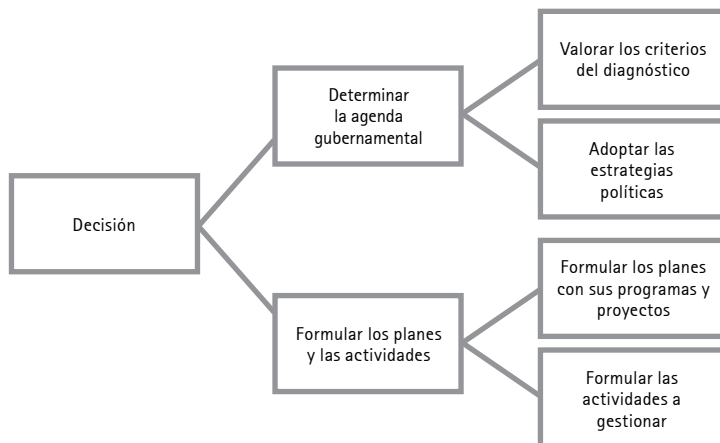 Valorar los criterios
del diagnóstico
Determinar
la agenda
gubernamental
Adoptar las
estrategias
políticas
Decisión
Formular los planes
con sus programas y
proyectos
Formular los planes
y las actividades
Formular las
actividades a
gestionar